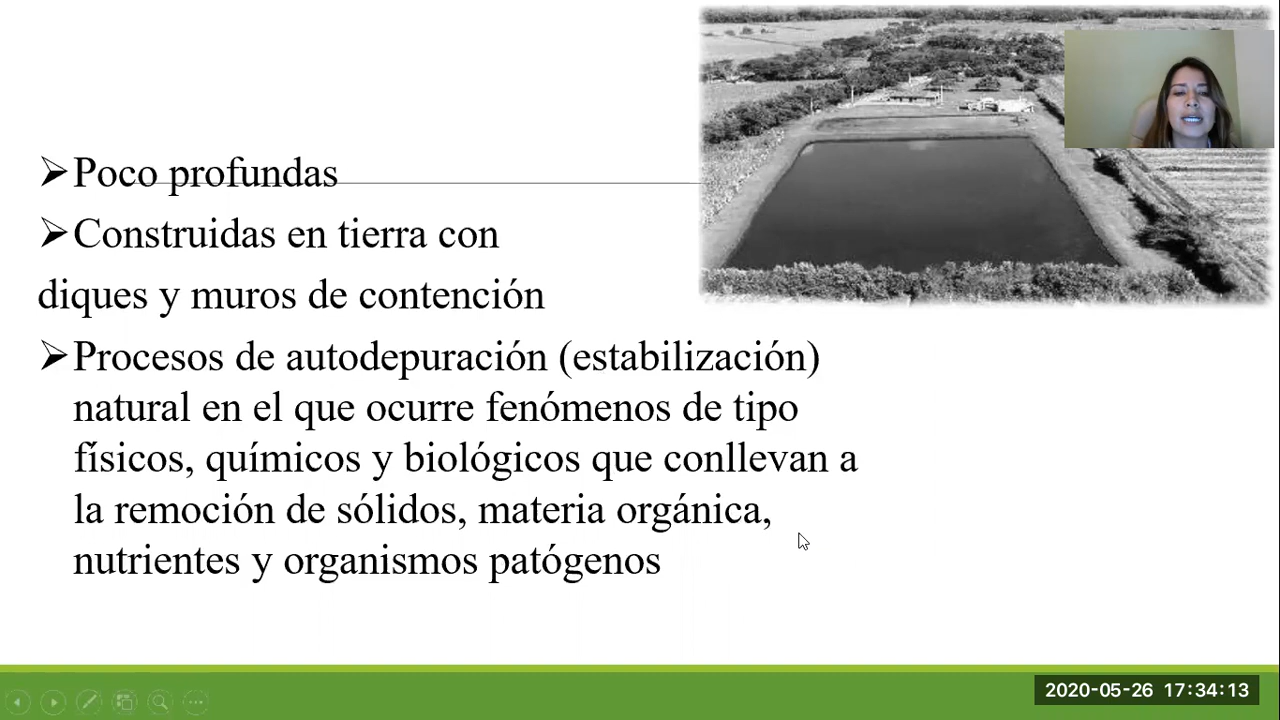 ➢Poco profundas
➢Construidas en tierra con
diques y muros de contención
➢Procesos de autodepuración (estabilización)
natural en el que ocurre fenómenos de tipo
físicos, químicos y biológicos que conllevan a
la remoción de sólidos, materia orgánica,
nutrientes y organismos patógenos
2020-05-26 17:34:13